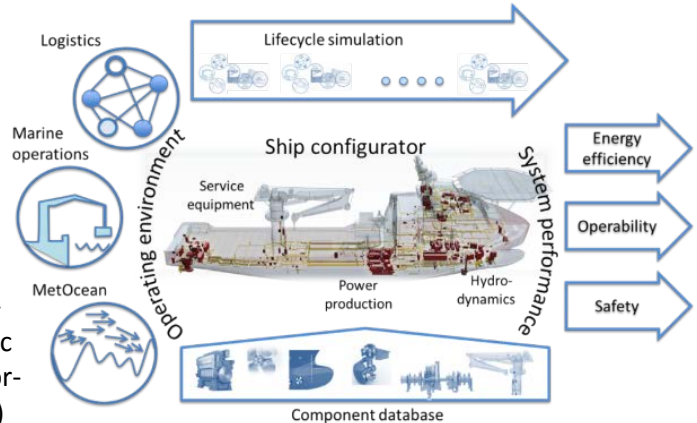 Logistics
Lifecycle simulation
Marine
operations
Ship configurator
Energy
efficiency
Service
equipment
Operating environment
System performance
Operability
MetOcean
Power
production
Hydro-
dynamics
Safety
c
or-
)
Component database